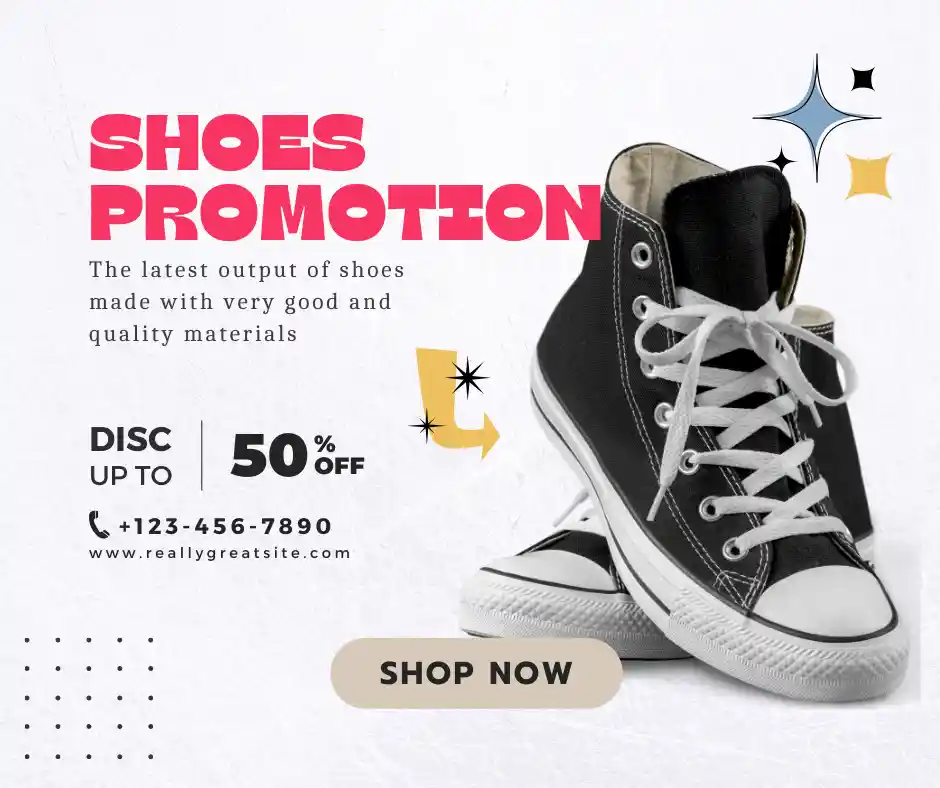 SHOES
PROMOTION
The latest output of shoes
made with very good and
quality materials
DISC
UP TO
50 %
OFF
+123-456-7890
www.reallygreatsite.com
SHOP NOW